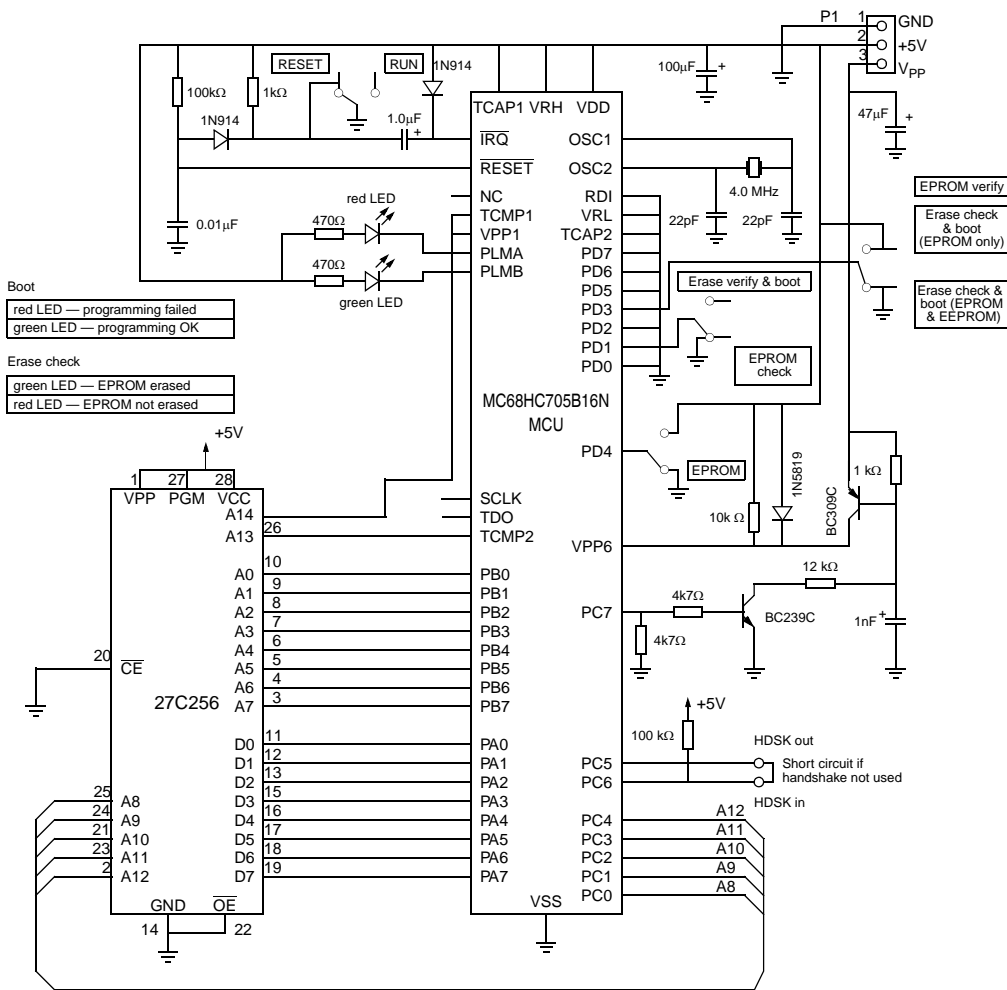 P1
1
GND
2
+5V
3
VPP
100kΩ
1kΩ
RESET
RUN
1N914
100µF
+
47µF
+
1N914
1.0µF
+
TCAP1
VRH
VDD
IRQ
OSC1
RESET
OSC2
4.0 MHz
22pF
22pF
0.01µF
NC
TCMP1
VPP1
PLMA
PLMB
RDI
VRL
TCAP2
PD7
PD6
PD5
PD3
PD2
PD1
PD0
red LED
470Ω
470Ω
green LED
EPROM verify
Erase check
& boot
(EPROM only)
Erase check &
boot (EPROM
& EEPROM)
Erase verify & boot
EPROM
check
Boot
red LED — programming failed
green LED — programming OK
Erase check
green LED — EPROM erased
red LED — EPROM not erased
MC68HC705B16N
MCU
PD4
EPROM
+5V
1
27
28
VPP
PGM
VCC
A14
A13
26
SCLK
TDO
TCMP2
VPP6
10k Ω
1N5819
BC309C
1 kΩ
12 kΩ
BC239C
1nF
+
PC7
4k7Ω
4k7Ω
A0
10
PB0
A1
9
PB1
A2
8
PB2
A3
7
PB3
A4
6
PB4
A5
5
PB5
A6
4
PB6
A7
3
PB7
20
CE
27C256
+5V
100 kΩ
HDSK out
Short circuit if
handshake not used
HDSK in
PC5
PC6
D0
11
PA0
D1
12
PA1
D2
13
PA2
D3
15
PA3
D4
16
PA4
D5
17
PA5
D6
18
PA6
D7
19
PA7
25
A8
24
A9
21
A10
23
A11
2
A12
PC4
A12
PC3
A11
PC2
A10
PC1
A9
PC0
A8
GND
OE
14
22
VSS